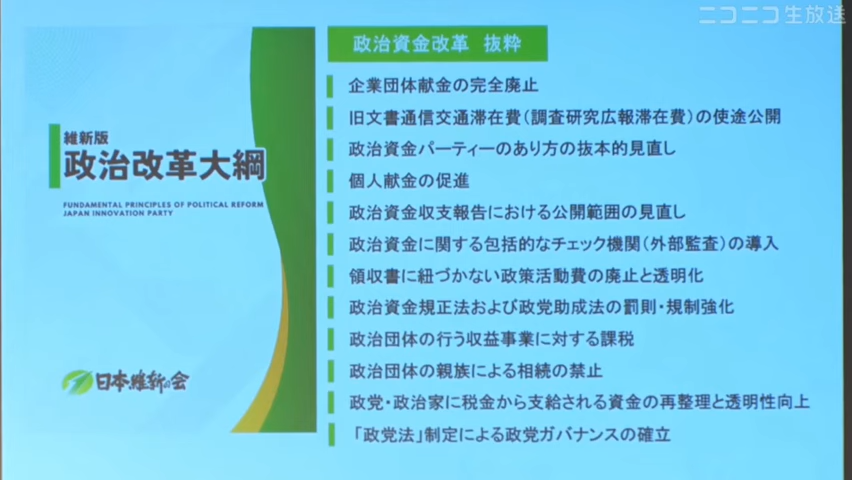 ニコニコ生放送
維新版
政治改革大綱
FUNDAMENTAL PRINCIPLES OF POLITICAL REFORM
JAPAN INNOVATION PARTY
日本維新の会
政治資金改革 抜粋
企業団体献金の完全廃止
旧文書通信交通滞在費(調査研究広報滞在費)の使途公開
政治資金パーティーのあり方の抜本的見直し
個人献金の促進
政治資金収支報告における公開範囲の見直し
政治資金に関する包括的なチェック機関(外部監査)の導入
領収書に紐づかない政策活動費の廃止と透明化
政治資金規正法および政党助成法の罰則・規制強化
政治団体の行う収益事業に対する課税
政治団体の親族による相続の禁止
政党・政治家に税金から支給される資金の再整理と透明性向上
「政党法」制定による政党ガバナンスの確立